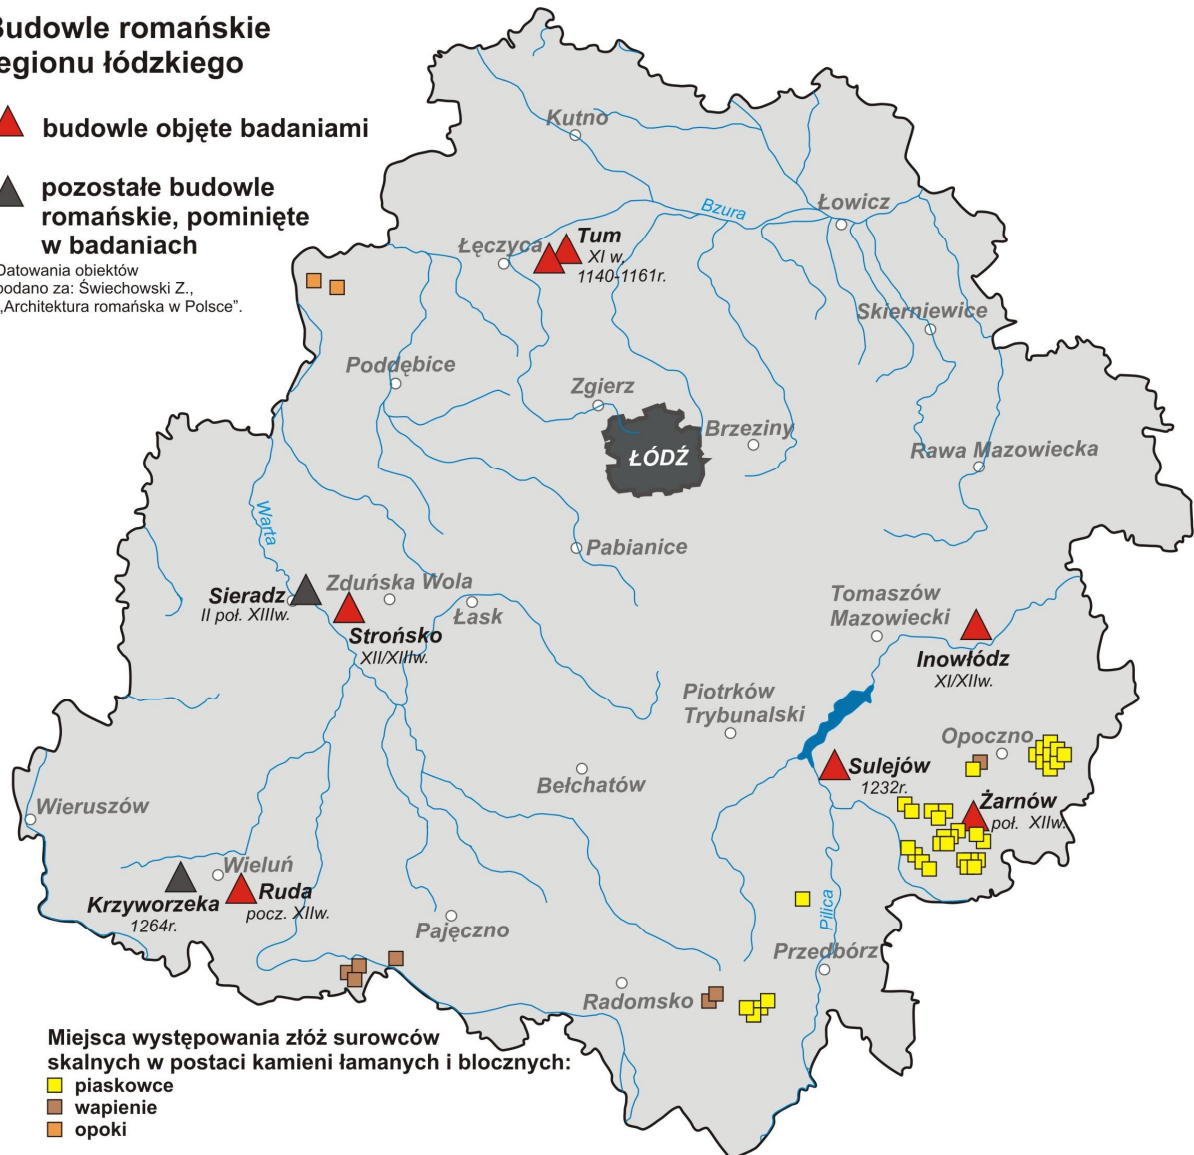 Budowle romańskie
egionu łódzkiego
budowle objęte badaniami
pozostałe budowle
romańskie, pominięte
w badaniach
Datowania obiektów
podano za: Świechowski Z.,
„Architektura romańska w Polsce”.
Kutno
Łowicz
Bzura
Łęczyca
Tum
XI w.
1140-1161r.
Skierniewice
Poddębice
Zgierz
Brzeziny
ŁÓDŹ
Rawa Mazowiecka
Warta
Pabianice
Sieradz
II poł. XIIIw.
Zduńska Wola
Łask
Strońsko
XII/XIIIw.
Tomaszów
Mazowiecki
Inowłódz
XI/XIIw.
Piotrków
Trybunalski
Opoczno
Sulejów
1232r.
Bełchatów
Żarnów
poł. XIIw.
Wieruszów
Wieluń
Krzyworzeka
1264r.
Ruda
pocz. XIIw.
Pajęczno
Pilica
Przedbórz
Radomsko
Miejsca występowania złóż surowców
skalnych w postaci kamieni łamanych i blocznych:
piaskowce
wapienie
opoki